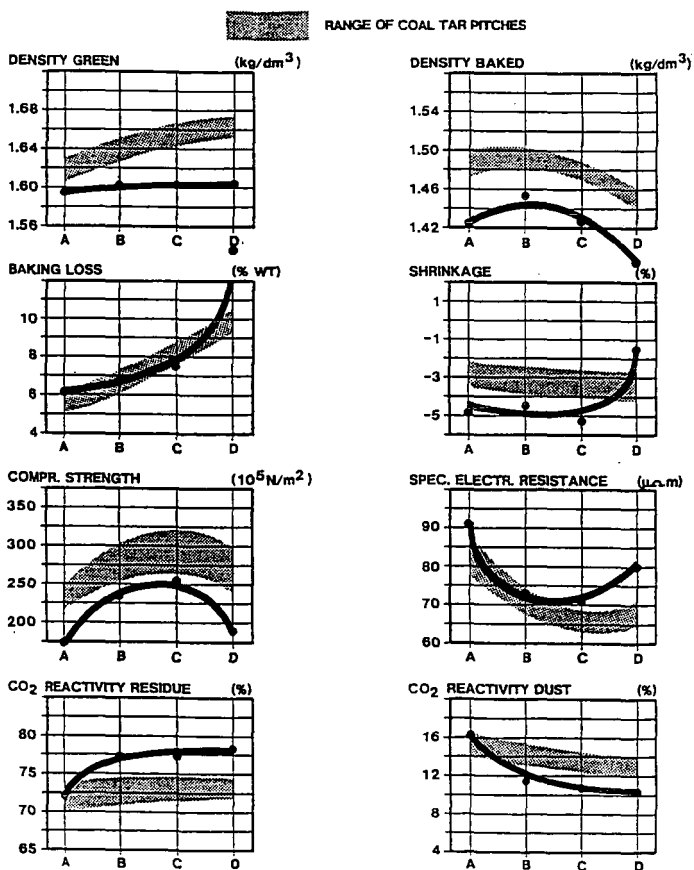 RANGE OF COAL TAR PITCHES
DENSITY GREEN (kg/dm³)
1.68
1.64
1.60
1.56
A B C D
DENSITY BAKED (kg/dm³)
1.54
1.50
1.46
1.42
A B C D
BAKING LOSS (% WT)
10
8
6
4
A B C D
SHRINKAGE (%)
1
-1
-3
-5
A B C D
COMPR. STRENGTH (10⁵N/m²)
350
300
250
200
A B C D
SPEC. ELECTR. RESISTANCE (μΩm)
90
80
70
60
A B C D
CO₂ REACTIVITY RESIDUE (%)
80
75
70
65
A B C D
CO₂ REACTIVITY DUST (%)
16
12
8
4
A B C D